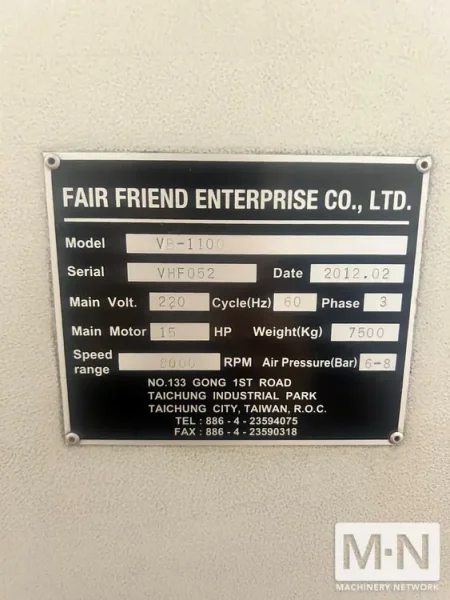 FAIR FRIEND ENTERPRISE CO., LTD.
Model VB-1100
Serial VHF052 Date 2012.02
Main Volt. 220 Cycle(Hz) 60 Phase 3
Main Motor 15 HP Weight(Kg) 7500
Speed range 8000 RPM Air Pressure(Bar) 6-8
NO.133 GONG 1ST ROAD
TAICHUNG INDUSTRIAL PARK
TAICHUNG CITY, TAIWAN, R.O.C.
TEL : 886 - 4 - 23594075
FAX : 886 - 4 - 23590318
M·N
MACHINERY NETWORK